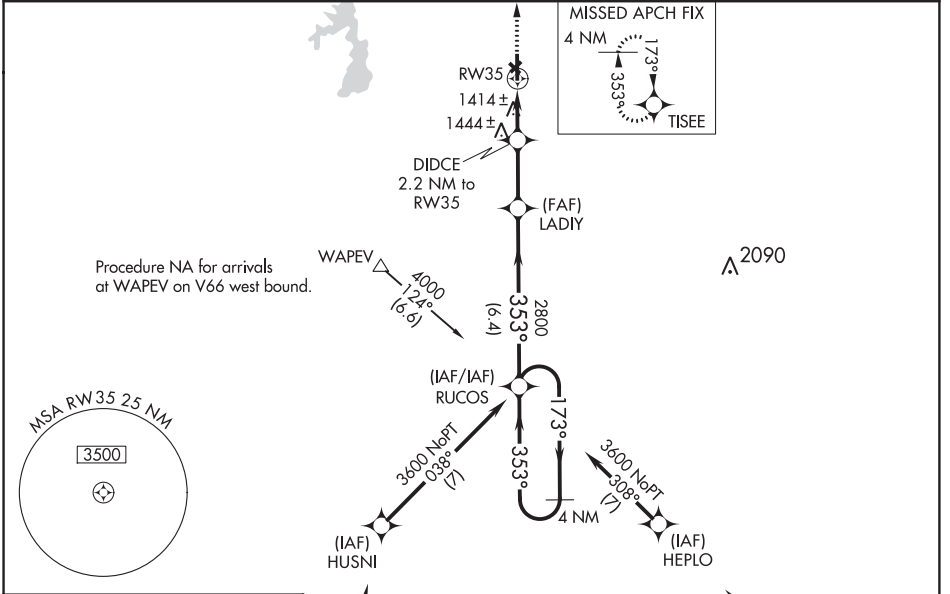 MISSED APCH FIX
4 NM
173°
353°
TISEE
RW35
1414 ±
1444 ±
DIDCE
2.2 NM to
RW35
(FAF)
LADIY
WAPEV
4000
124°
(6.6)
2090
Procedure NA for arrivals
at WAPEV on V66 west bound.
2800
353°
(6.4)
(IAF/IAF)
RUCOS
173°
353°
4 NM
MSA RW35 25 NM
3500
3600 NoPT
038°
(7)
3600 NoPT
308°
(7)
(IAF)
HUSNI
(IAF)
HEPLO